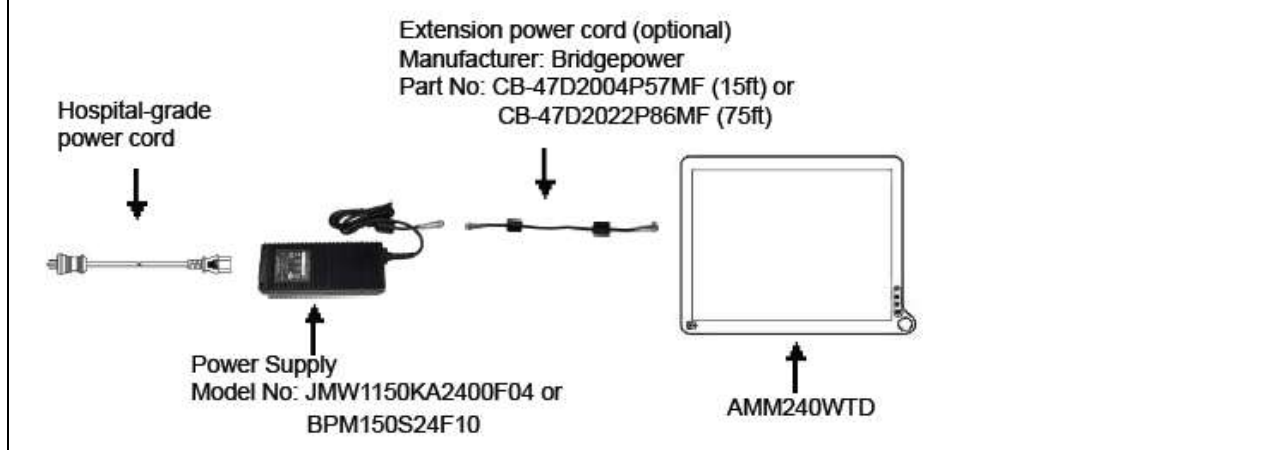 Extension power cord (optional)
Manufacturer: Bridgepower
Part No: CB-47D2004P57MF (15ft) or
CB-47D2022P86MF (75ft)
Hospital-grade
power cord
Power Supply
Model No: JMW1150KA2400F04 or
BPM150S24F10
AMM240WTD